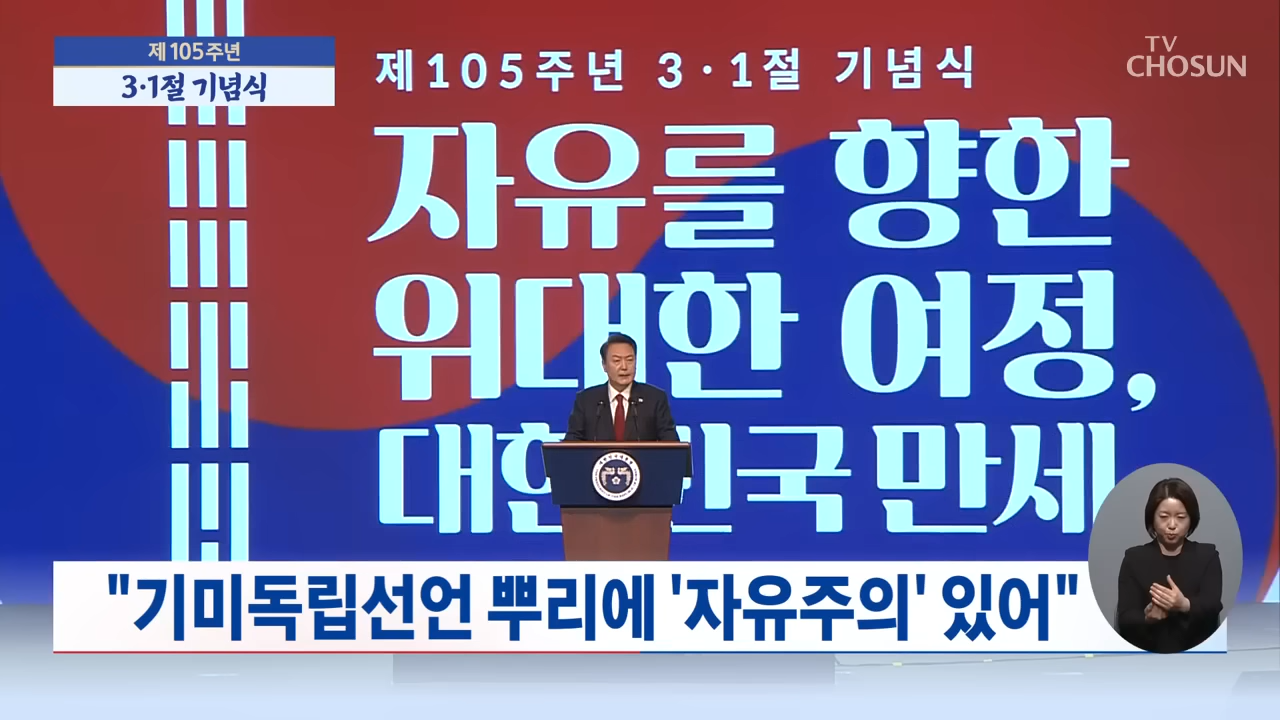 제105주년
3·1절 기념식
TV
CHOSUN
제105주년 3·1절 기념식
자유를 향한
위대한 여정,
대한민국 만세
"기미독립선언 뿌리에 '자유주의' 있어"